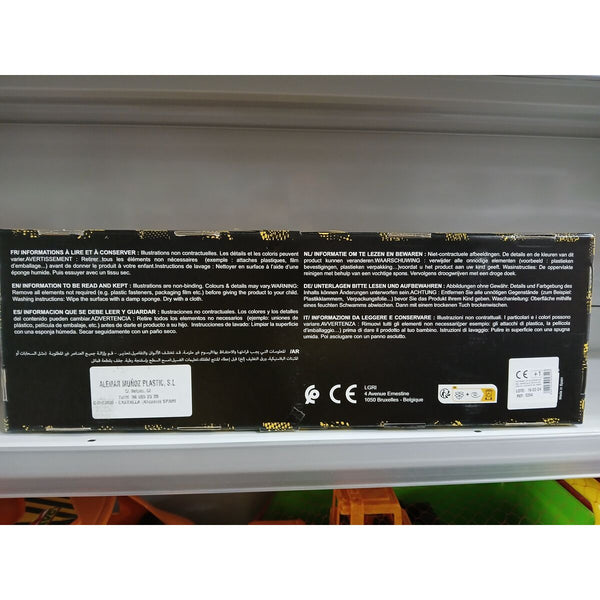 FR/ INFORMATIONS À LIRE ET À CONSERVER : Illustrations non contractuelles. Les détails et les coloris peuvent
varier.AVERTISSEMENT : Retirer tous les éléments non nécessaires (exemple : attaches plastiques, film
d'emballage...) avant de donner le produit à votre enfant.Instructions de lavage : Nettoyer en surface à l'aide d'une
éponge humide. Puis essuyer avec un tissu sec.
EN/ INFORMATION TO BE READ AND KEPT : Illustrations are non-binding. Colours & details may vary.WARNING:
Remove all elements that are not necessary (e.g. plastic fasteners, packaging film etc.) before giving the product to your child.
Washing instructions: Wipe the surface with a damp sponge. Dry with a cloth.
ES/ INFORMACION QUE SE DEBE LEER Y GUARDAR : Ilustraciones no contractuales. Los colores y los detalles
del producto pueden cambiar.ADVERTENCIA : Retire todos los elementos no necesarios (ejemplo: uniones de
plástico, película de embalaje, etc.) antes de darle el producto a su hijo. Instrucciones de lavado: Limpiar la superficie
con una esponja húmeda. Secar seguidamente con un trapo seco.
ALEMAR MUÑOZ PLASTIC, S.L
NL/ INFORMATIE OM TE LEZEN EN BEWAREN : Niet-contractuele afbeeldingen. De details en de kleuren van dit
product kunnen veranderen.WAARSCHUWING : verwijder alle onnodige elementen (voorbeeld : plastieken
bevestigingen, plastieken verpakking...) vooraleer het product aan uw kind geeft. Wasinstructies: De oppervlakte
reinigen met behulp van een vochtige spons. Vervolgens afdrogen met een droge doek.
DE/ UNTERLAGEN BITTE LESEN UND AUFBEWAHREN : Abbildungen ohne Gewähr. Details und Farbgebung des
Inhalts können abweichen.ACHTUNG : Entfernen Sie alle unnötigen Gegenstände (zum Beispiel
Plastikklammern, Verpackungsfolie...) bevor Sie das Produkt Ihrem Kind geben. Waschanleitung: Oberfläche mithilfe
eines feuchten Schwamms abwischen. Dann mit einem trockenen Tuch trockenwischen.
IT/ INFORMAZIONI DA LEGGERE E CONSERVARE : Illustrazioni non contrattuali. I particolari e i colori possono
variare.AVVERTENZA : Rimuovi tutti gli elementi non necessari(per esempio: gli attacchi di plastica, la pellicola
d'imballaggio...) prima di dare il prodotto al tuo bambino. Istruzioni di lavaggio: Pulire in superficie con una spugna umida.
Poi asciugare con un panno asciutto.
LGRI
4 Avenue Ernestine
1050 Bruxelles - Belgique
CE +1